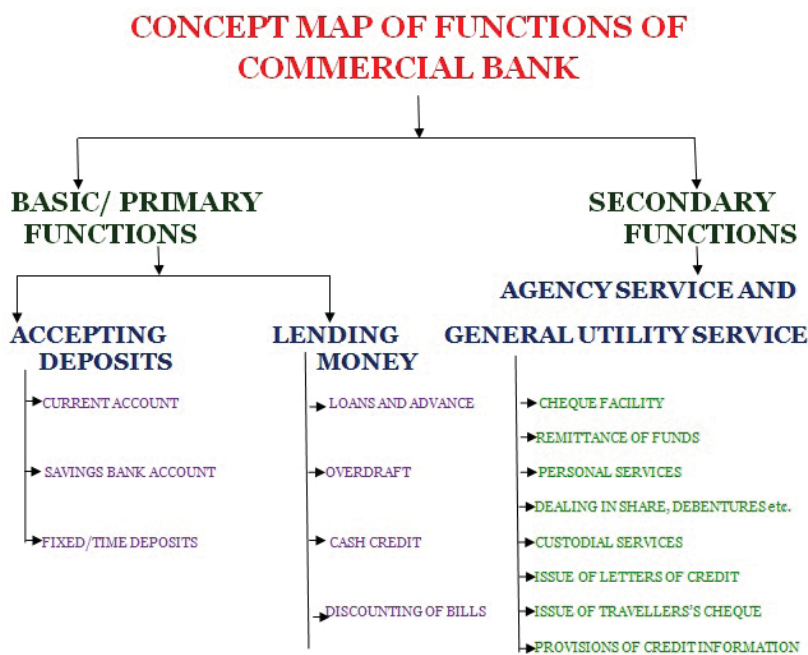 CONCEPT MAP OF FUNCTIONS OF
COMMERCIAL BANK
BASIC/ PRIMARY
FUNCTIONS
SECONDARY
FUNCTIONS
ACCEPTING
DEPOSITS
CURRENT ACCOUNT
SAVINGS BANK ACCOUNT
FIXED/TIME DEPOSITS
LENDING
MONEY
LOANS AND ADVANCE
OVERDRAFT
CASH CREDIT
DISCOUNTING OF BILLS
AGENCY SERVICE AND
GENERAL UTILITY SERVICE
CHEQUE FACILITY
REMITTANCE OF FUNDS
PERSONAL SERVICES
DEALING IN SHARE, DEBENTURES etc.
CUSTODIAL SERVICES
ISSUE OF LETTERS OF CREDIT
ISSUE OF TRAVELLERS'S CHEQUE
PROVISIONS OF CREDIT INFORMATION